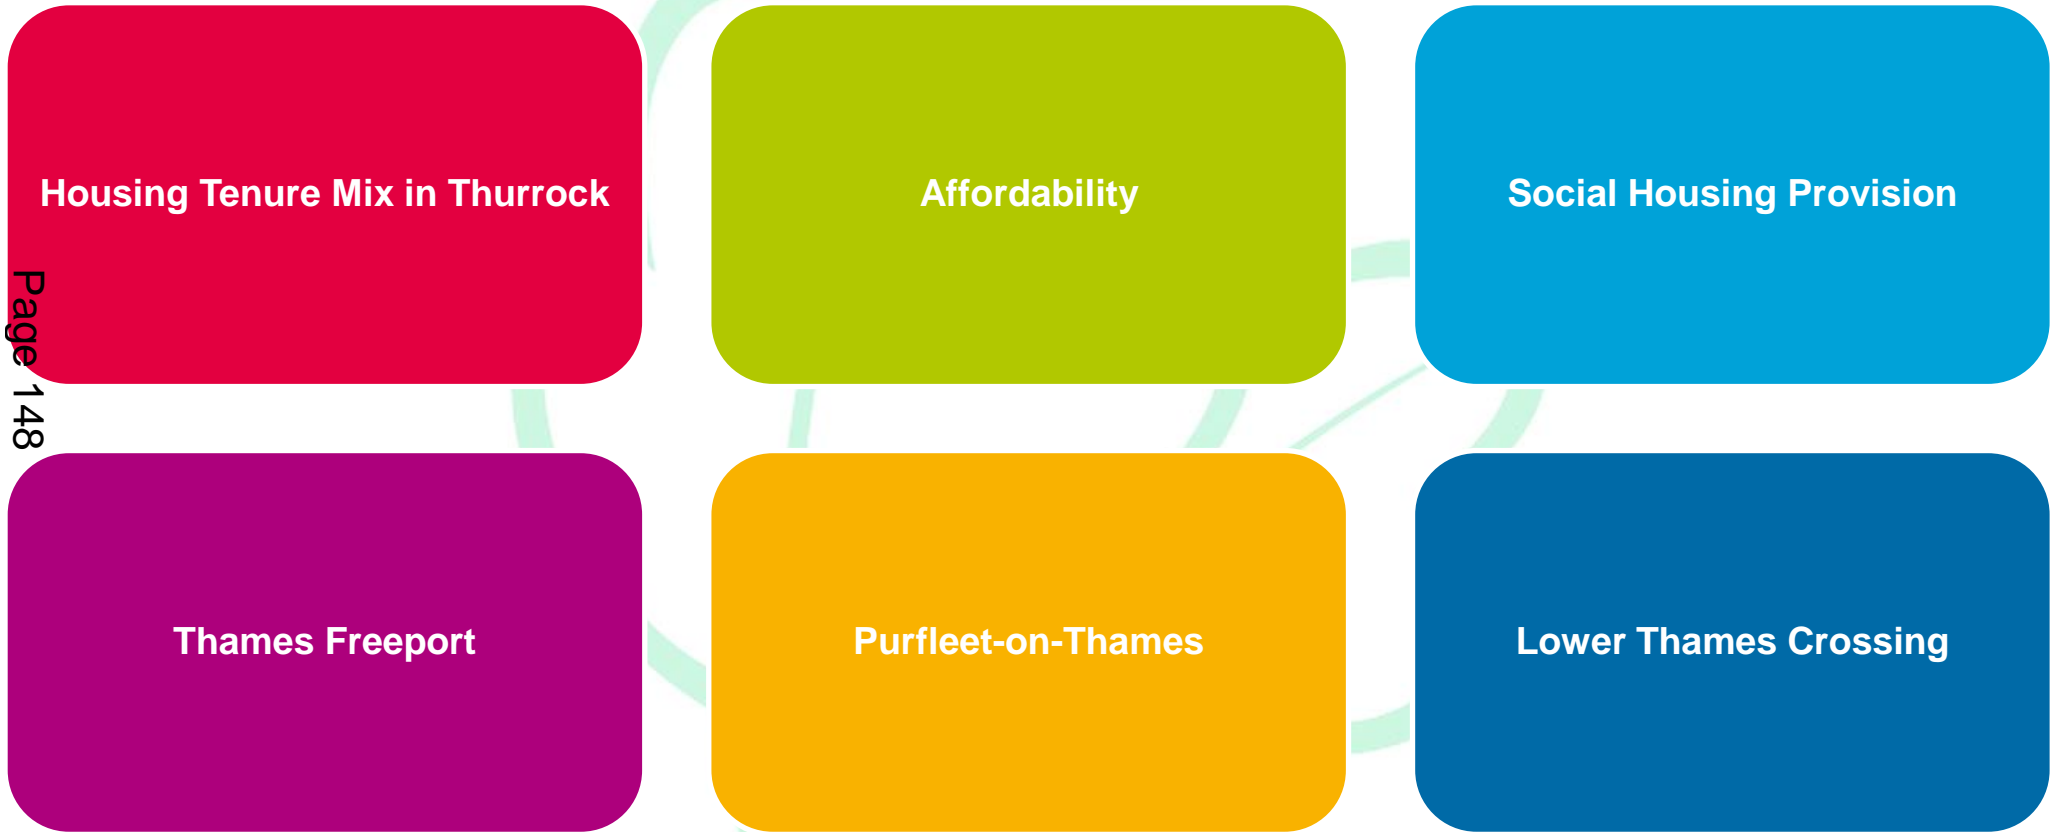 Housing Tenure Mix in Thurrock
Affordability
Social Housing Provision
Page 148
Thames Freeport
Purfleet-on-Thames
Lower Thames Crossing